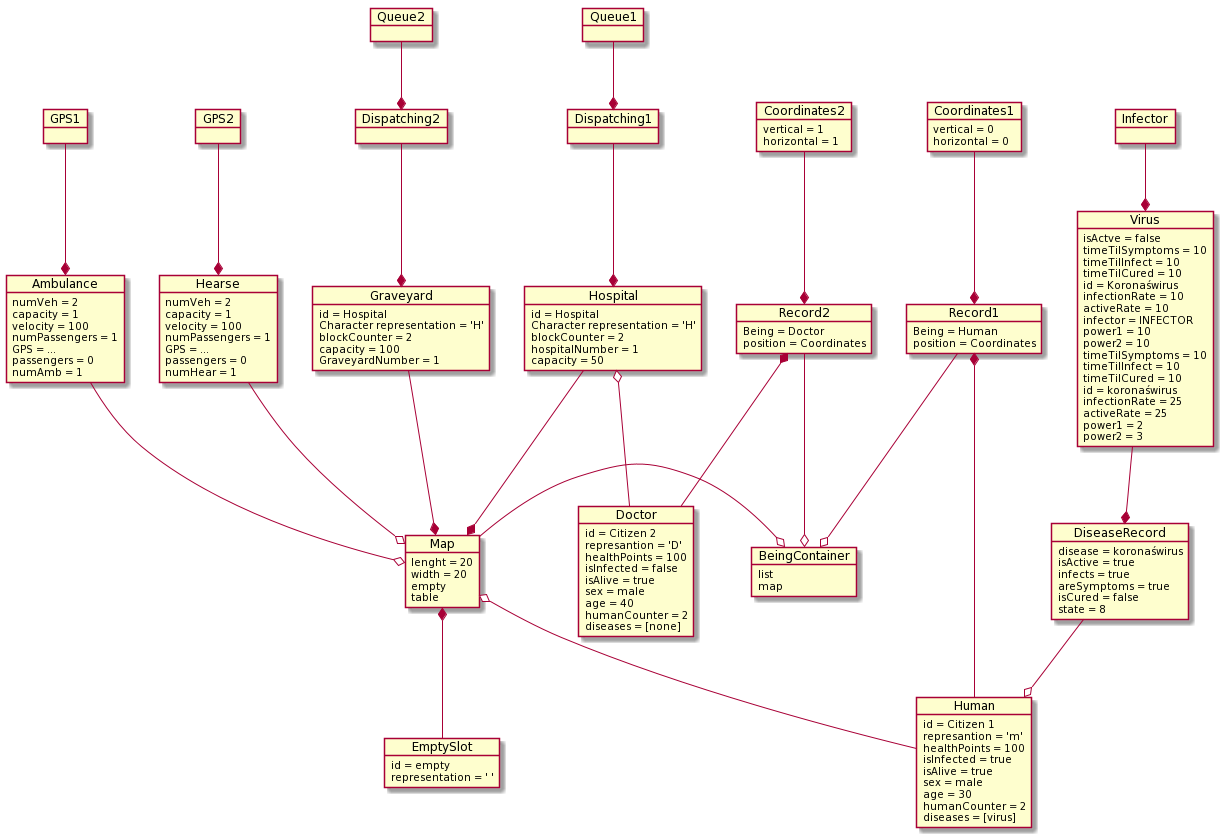 Queue2
Queue1
GPS1
GPS2
Dispatching2
Dispatching1
Coordinates2
vertical = 1
horizontal = 1
Coordinates1
vertical = 0
horizontal = 0
Infector
Ambulance
numVeh = 2
capacity = 1
velocity = 100
numPassengers = 1
GPS = ...
passengers = 0
numAmb = 1
Hearse
numVeh = 2
capacity = 1
velocity = 100
numPassengers = 1
GPS = ...
passengers = 0
numHear = 1
Graveyard
id = Hospital
Character representation = 'H'
blockCounter = 2
capacity = 100
GraveyardNumber = 1
Hospital
id = Hospital
Character representation = 'H'
blockCounter = 2
hospitalNumber = 1
capacity = 50
Record2
Being = Doctor
position = Coordinates
Record1
Being = Human
position = Coordinates
Virus
isActve = false
timeTilSymptoms = 10
timeTilInfect = 10
timeTilCured = 10
id = Koronaświrus
infectionRate = 10
activeRate = 10
infector = INFECTOR
power1 = 10
power2 = 10
timeTilSymptoms = 10
timeTilInfect = 10
timeTilCured = 10
id = koronaświrus
infectionRate = 25
activeRate = 25
power1 = 2
power2 = 3
Map
lenght = 20
width = 20
empty
table
Doctor
id = Citizen 2
represantion = 'D'
healthPoints = 100
isInfected = false
isAlive = true
sex = male
age = 40
humanCounter = 2
diseases = [none]
BeingContainer
list
map
DiseaseRecord
disease = koronaświrus
isActive = true
infects = true
areSymptoms = true
isCured = false
state = 8
EmptySlot
id = empty
representation = ' '
Human
id = Citizen 1
represantion = 'm'
healthPoints = 100
isInfected = true
isAlive = true
sex = male
age = 30
humanCounter = 2
diseases = [virus]